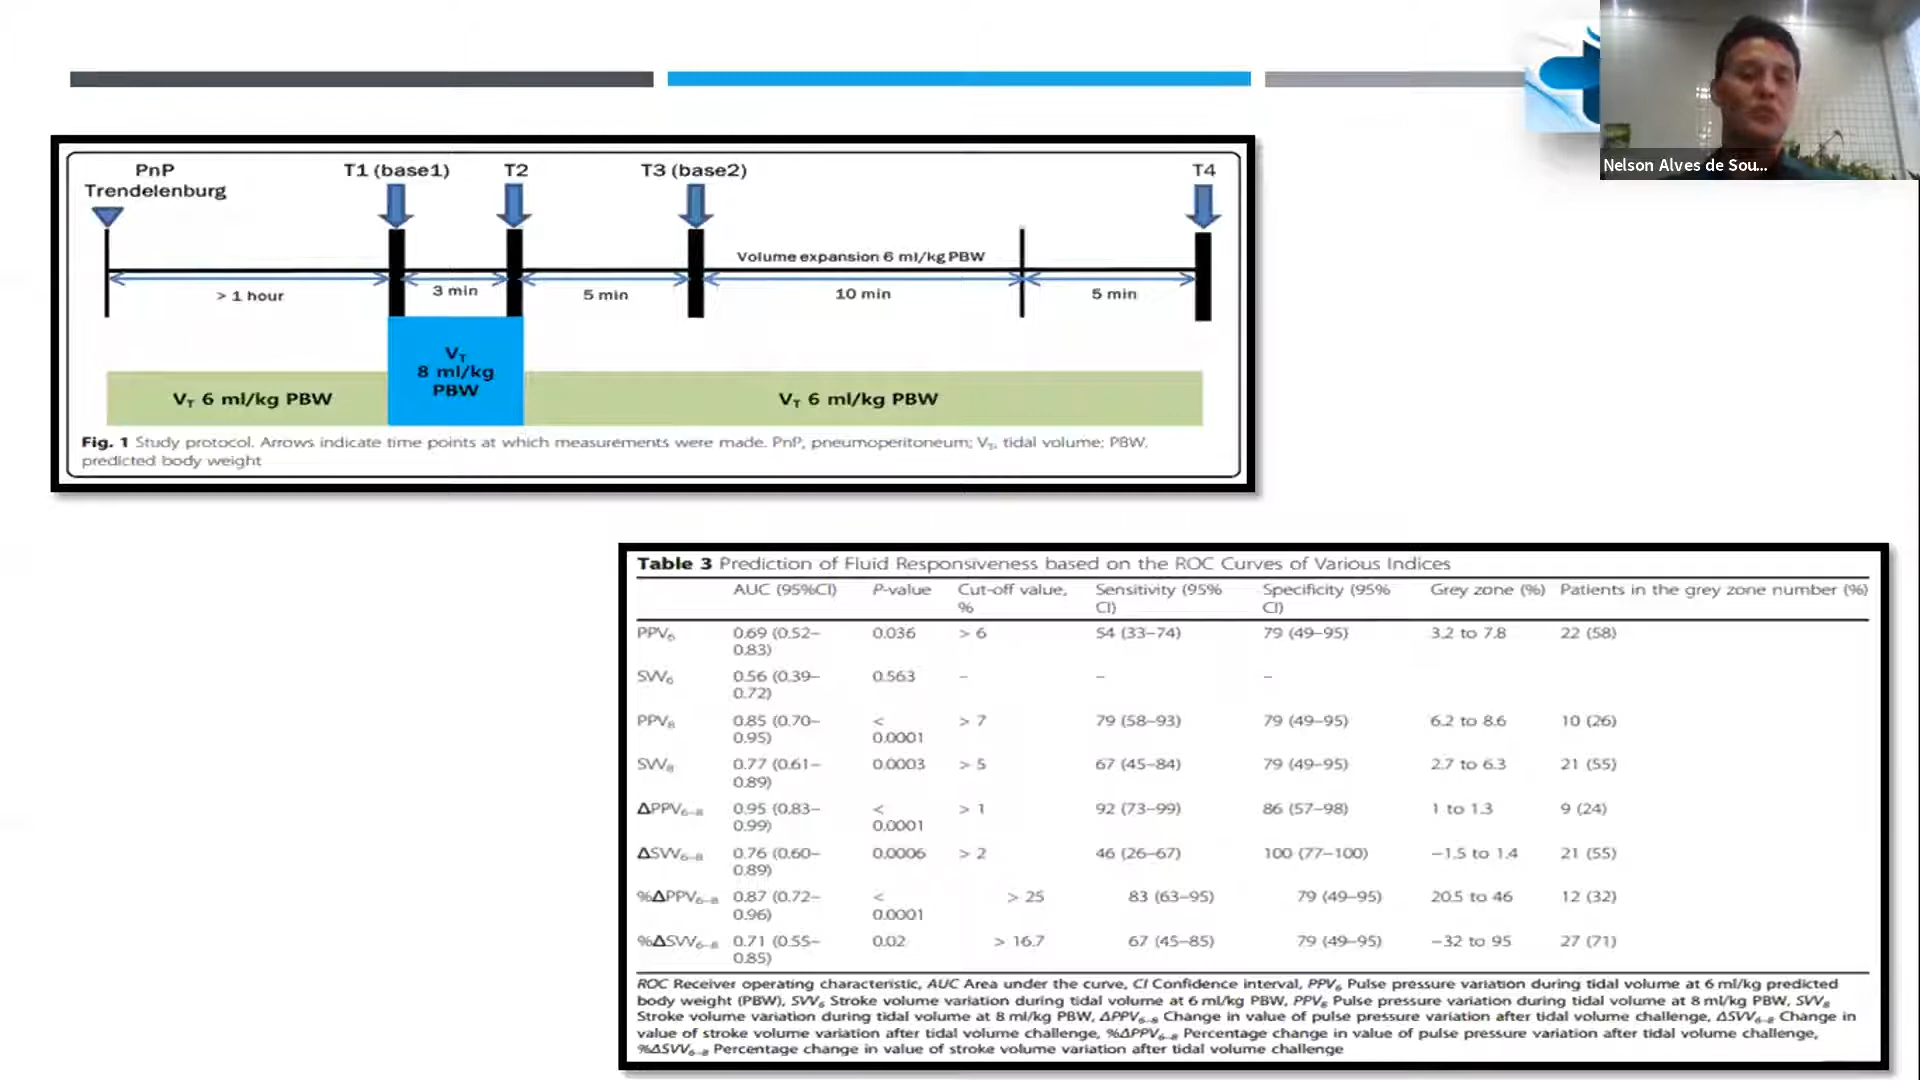 Nelson Alves de Sou...
PnP
Trendelenburg
T1 (base1)
T2
T3 (base2)
T4
Volume expansion 6 ml/kg PBW
> 1 hour
3 min
5 min
10 min
5 min
VT
8 ml/kg
PBW
VT 6 ml/kg PBW
VT 6 ml/kg PBW
Fig. 1 Study protocol. Arrows indicate time points at which measurements were made. PnP, pneumoperitoneum; VT, tidal volume; PBW,
predicted body weight
Table 3 Prediction of Fluid Responsiveness based on the ROC Curves of Various Indices
AUC (95%CI) P-value Cut-off value, % Sensitivity (95% CI) Specificity (95% CI) Grey zone (%) Patients in the grey zone number (%)
PPV6 0.69 (0.52–0.83) 0.036 > 6 54 (33–74) 79 (49–95) 3.2 to 7.8 22 (58)
SVV6 0.56 (0.39–0.72) 0.563 – – –
PPV8 0.85 (0.70–0.95) < 0.0001 > 7 79 (58–93) 79 (49–95) 6.2 to 8.6 10 (26)
SVV8 0.77 (0.61–0.89) 0.0003 > 5 67 (45–84) 79 (49–95) 2.7 to 6.3 21 (55)
ΔPPV6–8 0.95 (0.83–0.99) < 0.0001 > 1 92 (73–99) 86 (57–98) 1 to 1.3 9 (24)
ΔSVV6–8 0.76 (0.60–0.89) 0.0006 > 2 46 (26–67) 100 (77–100) −1.5 to 1.4 21 (55)
%ΔPPV6–8 0.87 (0.72–0.96) < 0.0001 > 25 83 (63–95) 79 (49–95) 20.5 to 46 12 (32)
%ΔSVV6–8 0.71 (0.55–0.85) 0.02 > 16.7 67 (45–85) 79 (49–95) −32 to 95 27 (71)
ROC Receiver operating characteristic, AUC Area under the curve, CI Confidence interval, PPV6 Pulse pressure variation during tidal volume at 6 ml/kg predicted
body weight (PBW), SVV6 Stroke volume variation during tidal volume at 6 ml/kg PBW, PPV8 Pulse pressure variation during tidal volume at 8 ml/kg PBW, SVV8
Stroke volume variation during tidal volume at 8 ml/kg PBW, ΔPPV6–8 Change in value of pulse pressure variation after tidal volume challenge, ΔSVV6–8 Change in
value of stroke volume variation after tidal volume challenge, %ΔPPV6–8 Percentage change in value of pulse pressure variation after tidal volume challenge,
%ΔSVV6–8 Percentage change in value of stroke volume variation after tidal volume challenge